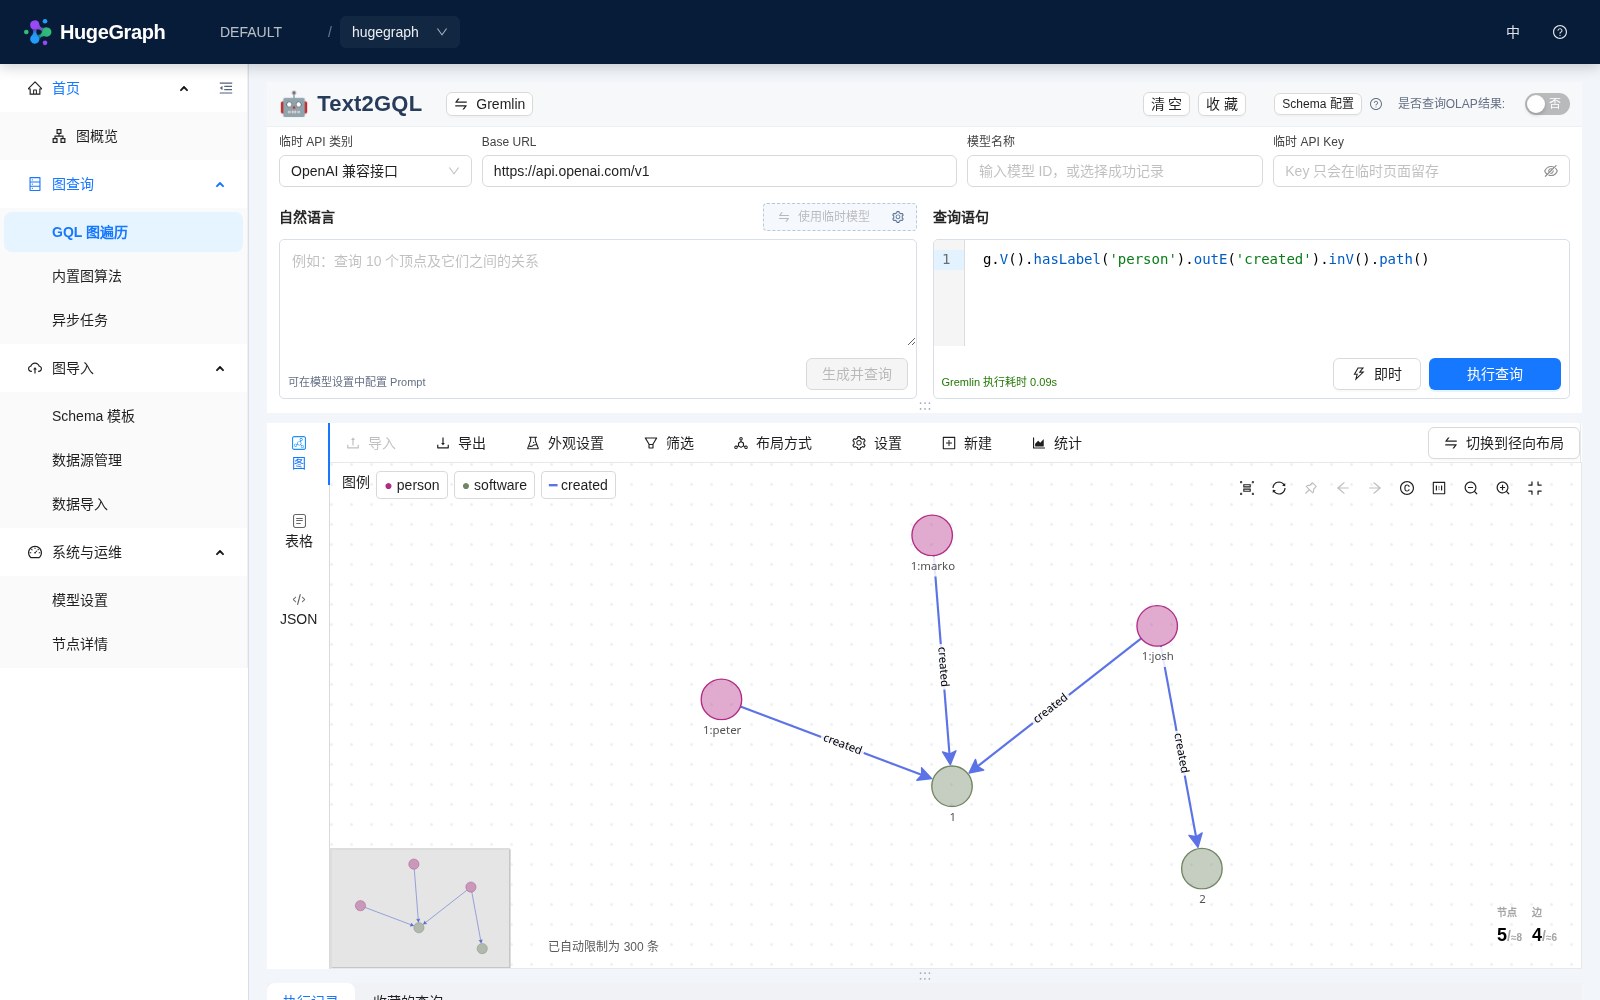 HugeGraph
DEFAULT / hugegraph
中
首页
图概览
图查询
GQL 图遍历
内置图算法
异步任务
图导入
Schema 模板
数据源管理
数据导入
系统与运维
模型设置
节点详情
Text2GQL
Gremlin
清 空
收 藏
Schema 配置
是否查询OLAP结果:
否
临时 API 类别
OpenAI 兼容接口
Base URL
https://api.openai.com/v1
模型名称
输入模型 ID，或选择成功记录
临时 API Key
Key 只会在临时页面留存
自然语言
使用临时模型
例如：查询 10 个顶点及它们之间的关系
可在模型设置中配置 Prompt
生成并查询
查询语句
1 g.V().hasLabel('person').outE('created').inV().path()
Gremlin 执行耗时 0.09s
即时
执行查询
图
表格
JSON
导入
导出
外观设置
筛选
布局方式
设置
新建
统计
切换到径向布局
图例
person
software
created
1:marko
1:josh
1:peter
created
created
created
created
1
2
已自动限制为 300 条
节点 边
5/≈8 4/≈6
执行记录
收藏的查询